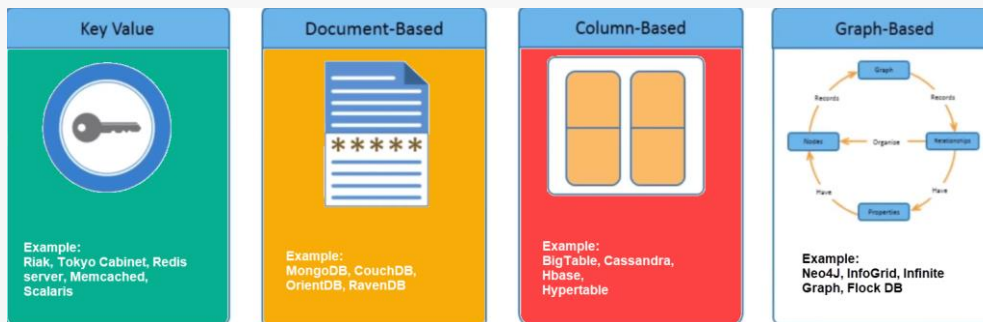 Key Value
Example:
Riak, Tokyo Cabinet, Redis
server, Memcached,
Scalaris
Document-Based
*****
Example:
MongoDB, CouchDB,
OrientDB, RavenDB
Column-Based
Example:
BigTable, Cassandra,
Hbase,
Hypertable
Graph-Based
Graph
Records
Records
Nodes
Organise
Relationships
Have
Have
Properties
Example:
Neo4J, InfoGrid, Infinite
Graph, Flock DB